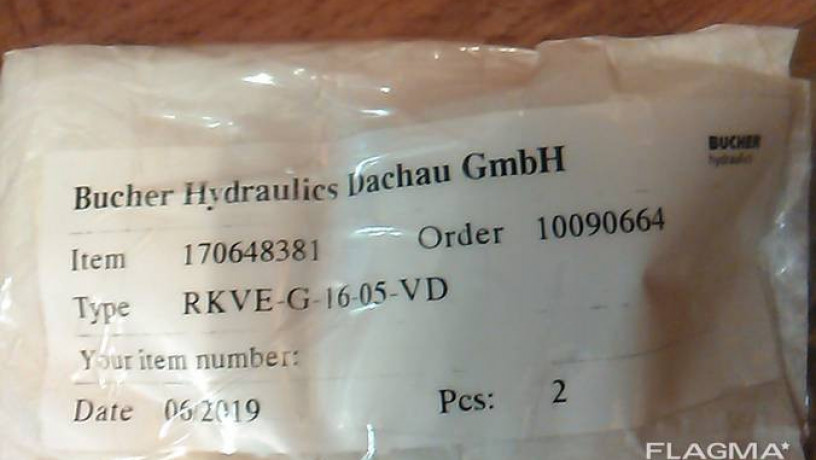 BUCHER
hydraulics
Bucher Hydraulics Dachau GmbH
Item 170648381 Order 10090664
Type RKVE-G-16-05-VD
Your item number:
Date 06/2019 Pcs: 2
FLAGMA*